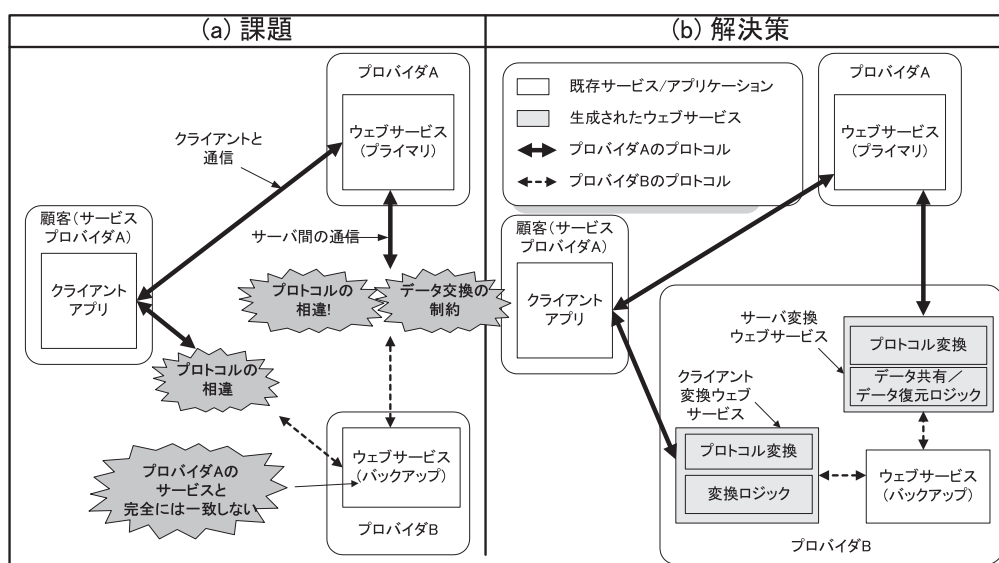 (a) 課題
プロバイダA
ウェブサービス
(プライマリ)
クライアントと
通信
顧客(サービス
プロバイダA)
サーバ間の通信
クライアント
アプリ
プロトコルの
相違!
データ交換の
制約
プロトコルの
相違
プロバイダAの
サービスと
完全には一致しない
ウェブサービス
(バックアップ)
プロバイダB
(b) 解決策
既存サービス/アプリケーション
生成されたウェブサービス
プロバイダAのプロトコル
プロバイダBのプロトコル
プロバイダA
ウェブサービス
(プライマリ)
顧客(サービス
プロバイダA)
クライアント
アプリ
サーバ変換
ウェブサービス
プロトコル変換
データ共有/
データ復元ロジック
クライアント
変換ウェブ
サービス
プロトコル変換
変換ロジック
ウェブサービス
(バックアップ)
プロバイダB